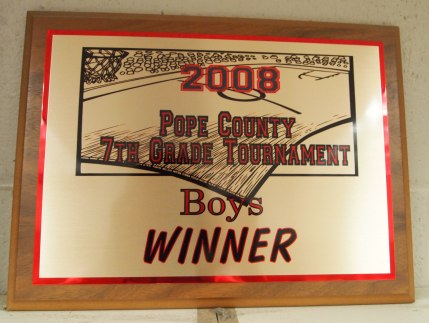 2008
POPE COUNTY
7TH GRADE TOURNAMENT
Boys
WINNER